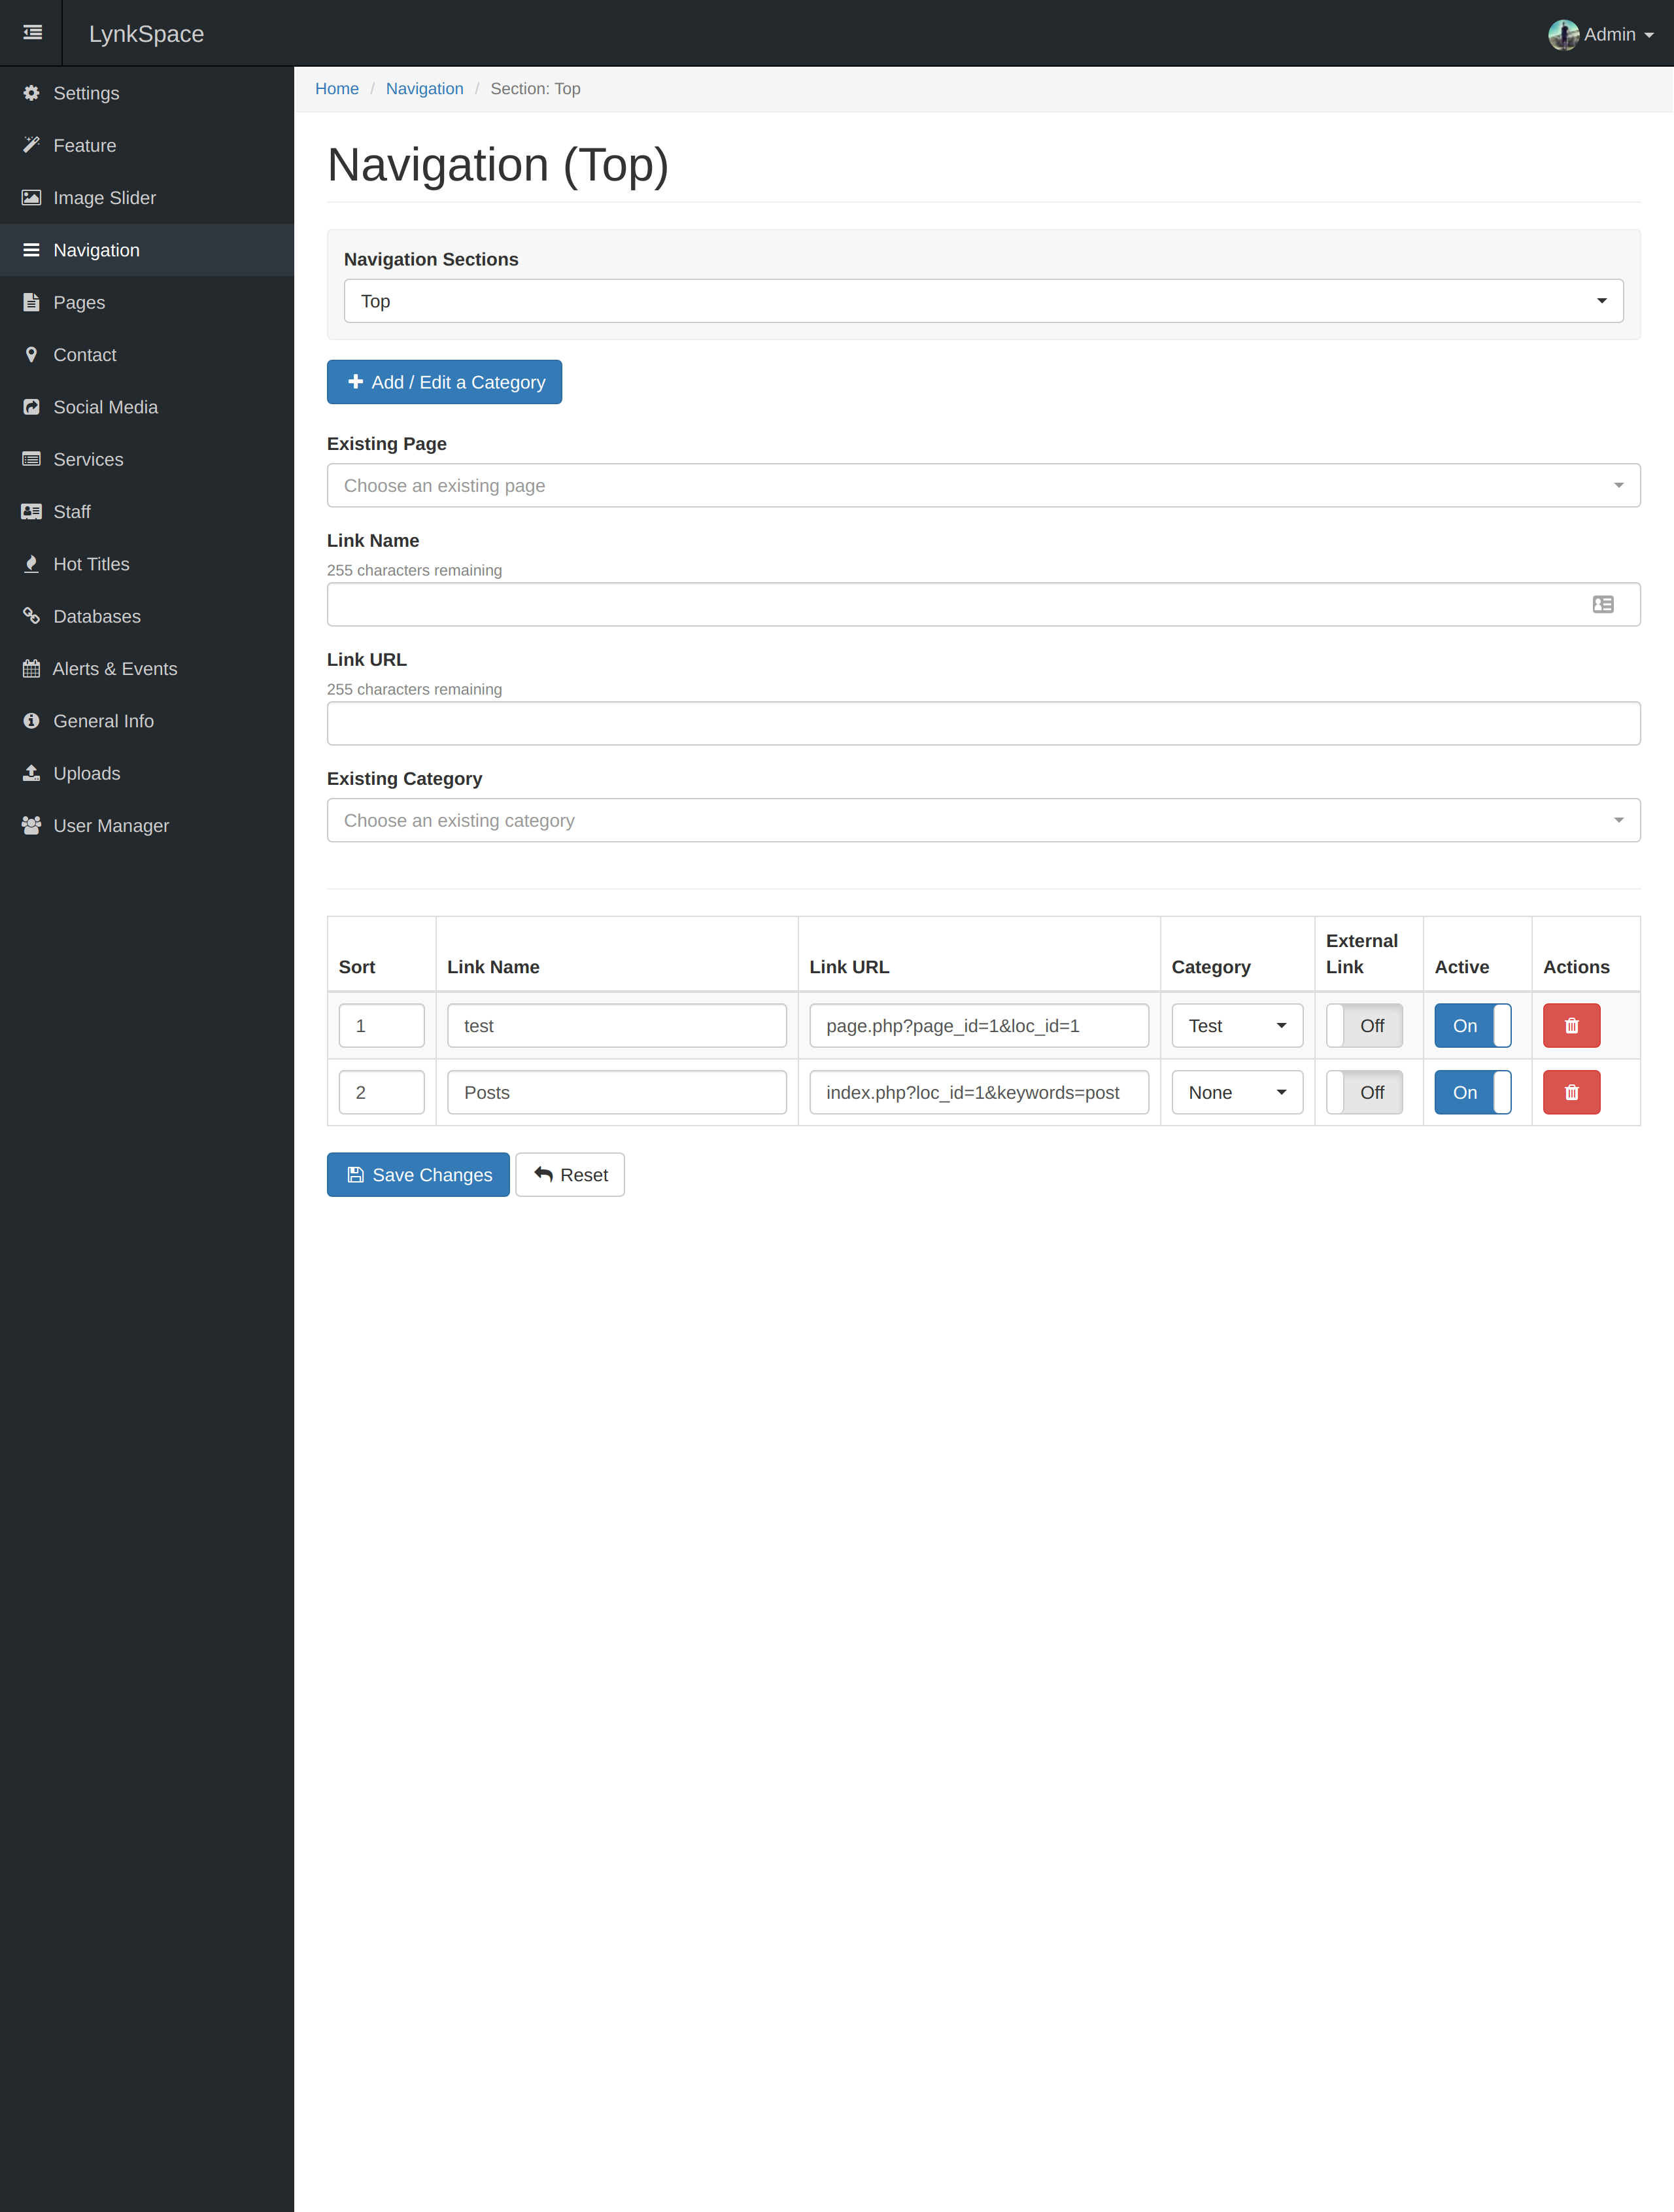 LynkSpace
Admin
Settings
Feature
Image Slider
Navigation
Pages
Contact
Social Media
Services
Staff
Hot Titles
Databases
Alerts & Events
General Info
Uploads
User Manager
Home / Navigation / Section: Top
Navigation (Top)
Navigation Sections
Top
Add / Edit a Category
Existing Page
Choose an existing page
Link Name
255 characters remaining
Link URL
255 characters remaining
Existing Category
Choose an existing category
Sort Link Name Link URL Category External Link Active Actions
1 test page.php?page_id=1&loc_id=1 Test Off On
2 Posts index.php?loc_id=1&keywords=post None Off On
Save Changes Reset